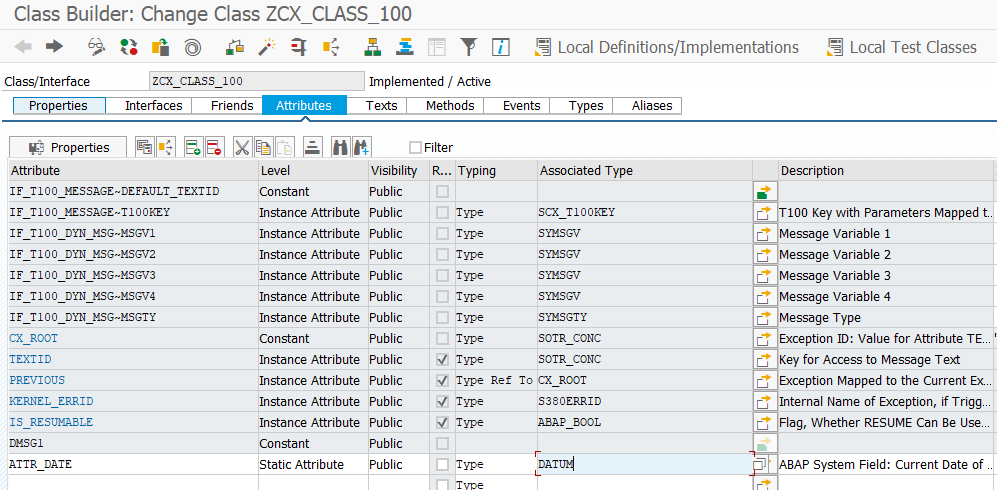 Class Builder: Change Class ZCX_CLASS_100
Local Definitions/Implementations Local Test Classes
Class/Interface ZCX_CLASS_100 Implemented / Active
Properties Interfaces Friends Attributes Texts Methods Events Types Aliases
Properties Filter
Attribute Level Visibility R... Typing Associated Type Description
IF_T100_MESSAGE~DEFAULT_TEXTID Constant Public
IF_T100_MESSAGE~T100KEY Instance Attribute Public Type SCX_T100KEY T100 Key with Parameters Mapped t
IF_T100_DYN_MSG~MSGV1 Instance Attribute Public Type SYMSGV Message Variable 1
IF_T100_DYN_MSG~MSGV2 Instance Attribute Public Type SYMSGV Message Variable 2
IF_T100_DYN_MSG~MSGV3 Instance Attribute Public Type SYMSGV Message Variable 3
IF_T100_DYN_MSG~MSGV4 Instance Attribute Public Type SYMSGV Message Variable 4
IF_T100_DYN_MSG~MSGTY Instance Attribute Public Type SYMSGTY Message Type
CX_ROOT Constant Public Type SOTR_CONC Exception ID: Value for Attribute TE...
TEXTID Instance Attribute Public Type SOTR_CONC Key for Access to Message Text
PREVIOUS Instance Attribute Public Type Ref To CX_ROOT Exception Mapped to the Current Ex...
KERNEL_ERRID Instance Attribute Public Type S380ERRID Internal Name of Exception, if Trigg...
IS_RESUMABLE Instance Attribute Public Type ABAP_BOOL Flag, Whether RESUME Can Be Use...
DMSG1 Constant Public
ATTR_DATE Static Attribute Public Type DATUM ABAP System Field: Current Date of ...
Type